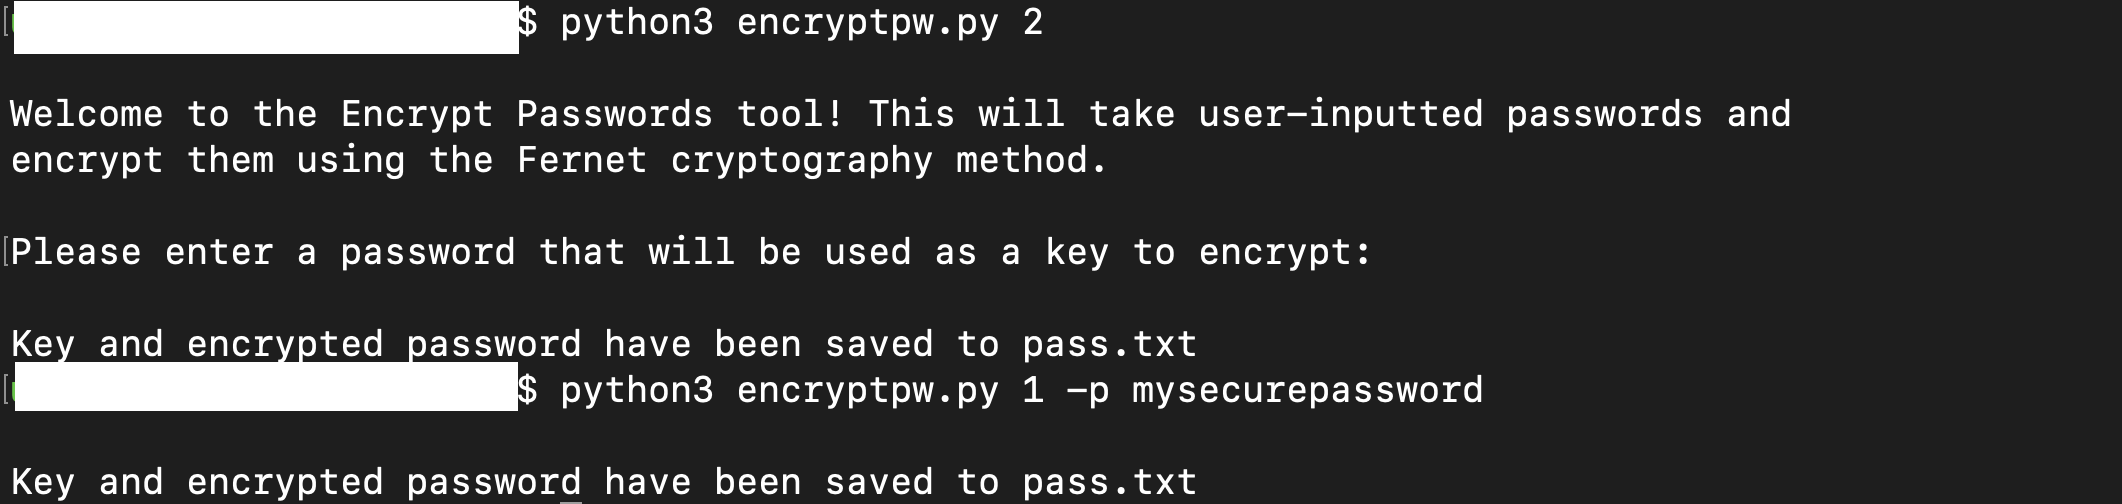 $ python3 encryptpw.py 2
Welcome to the Encrypt Passwords tool! This will take user-inputted passwords and
encrypt them using the Fernet cryptography method.
[Please enter a password that will be used as a key to encrypt:
Key and encrypted password have been saved to pass.txt
$ python3 encryptpw.py 1 -p mysecurepassword
Key and encrypted password have been saved to pass.txt